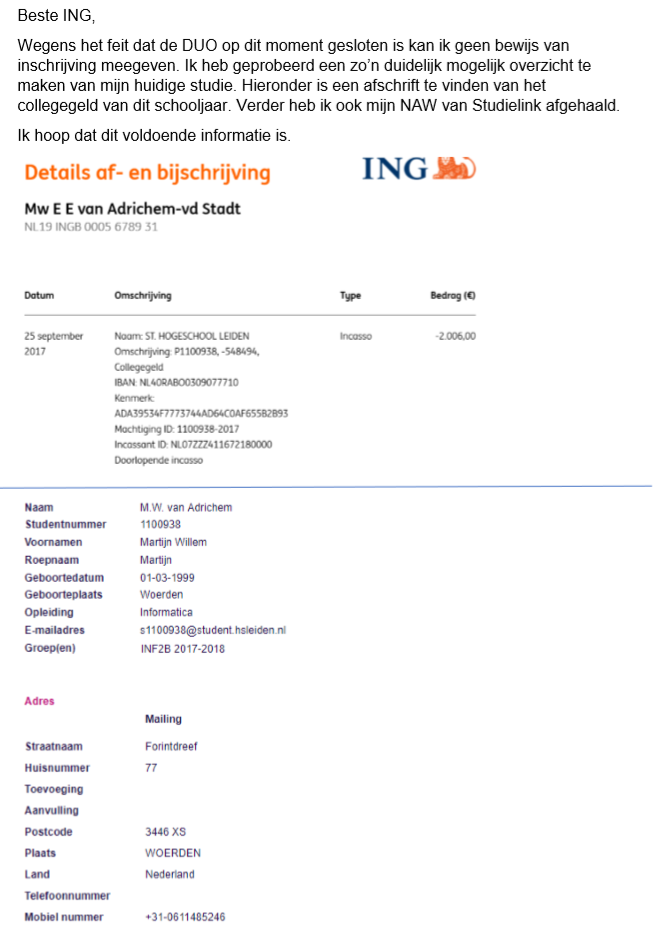 Beste ING,
Wegens het feit dat de DUO op dit moment gesloten is kan ik geen bewijs van
inschrijving meegeven. Ik heb geprobeerd een zo’n duidelijk mogelijk overzicht te
maken van mijn huidige studie. Hieronder is een afschrift te vinden van het
collegegeld van dit schooljaar. Verder heb ik ook mijn NAW van Studielink afgehaald.
Ik hoop dat dit voldoende informatie is.
Details af- en bijschrijving ING
Mw E E van Adrichem-vd Stadt
NL19 INGB 0005 6789 31
Datum Omschrijving Type Bedrag (€)
25 september Naam: ST. HOGESCHOOL LEIDEN Incasso -2.006,00
2017 Omschrijving: P1100938, -548494,
Collegegeld
IBAN: NL40RABO0309077710
Kenmerk:
ADA39534F7773744AD64C0AF655B2B93
Machtiging ID: 1100938-2017
Incassant ID: NL07ZZZ411672180000
Doorlopende incasso
Naam M.W. van Adrichem
Studentnummer 1100938
Voornamen Martijn Willem
Roepnaam Martijn
Geboortedatum 01-03-1999
Geboorteplaats Woerden
Opleiding Informatica
E-mailadres s1100938@student.hsleiden.nl
Groep(en) INF2B 2017-2018
Adres
Mailing
Straatnaam Forintdreef
Huisnummer 77
Toevoeging
Aanvulling
Postcode 3446 XS
Plaats WOERDEN
Land Nederland
Telefoonnummer
Mobiel nummer +31-0611485246